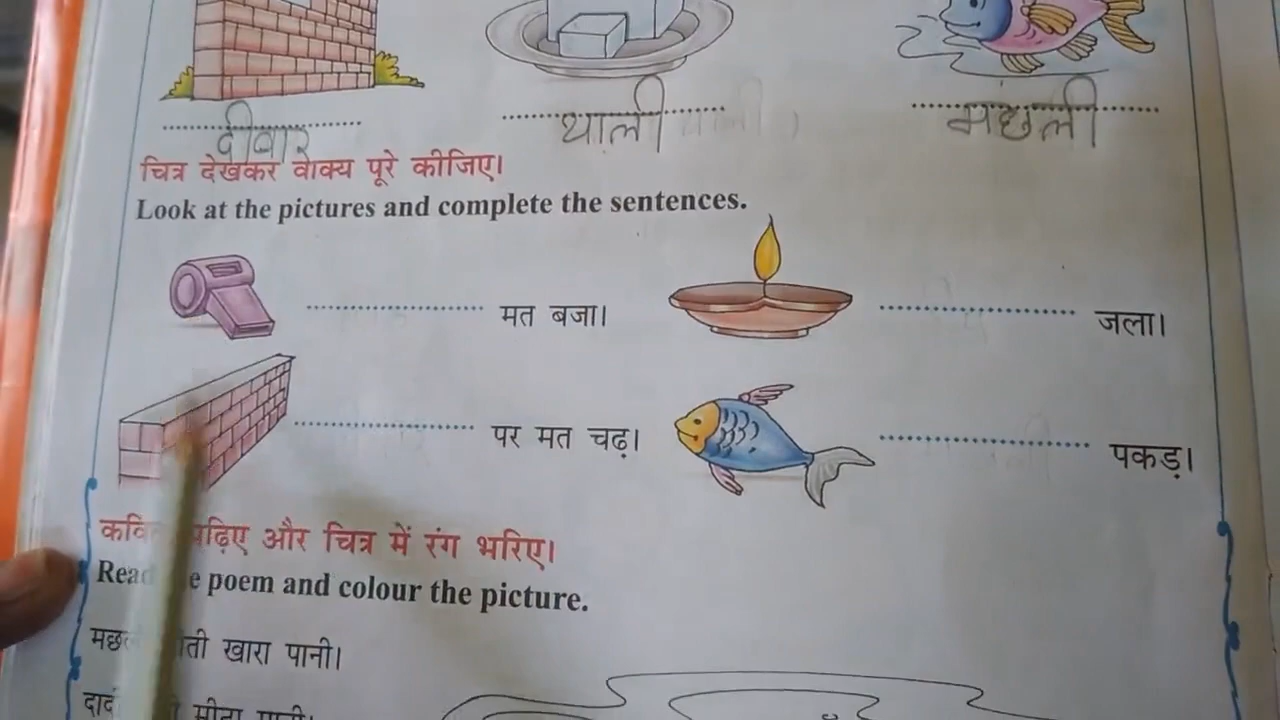 दीवार थाली मछली
चित्र देखकर वाक्य पूरे कीजिए।
Look at the pictures and complete the sentences.
.................... मत बजा। .................... जला।
.................... पर मत चढ़। .................... पकड़।
और चित्र में रंग भरिए।
poem and colour the picture.
खारा पानी।
मीठा पानी।